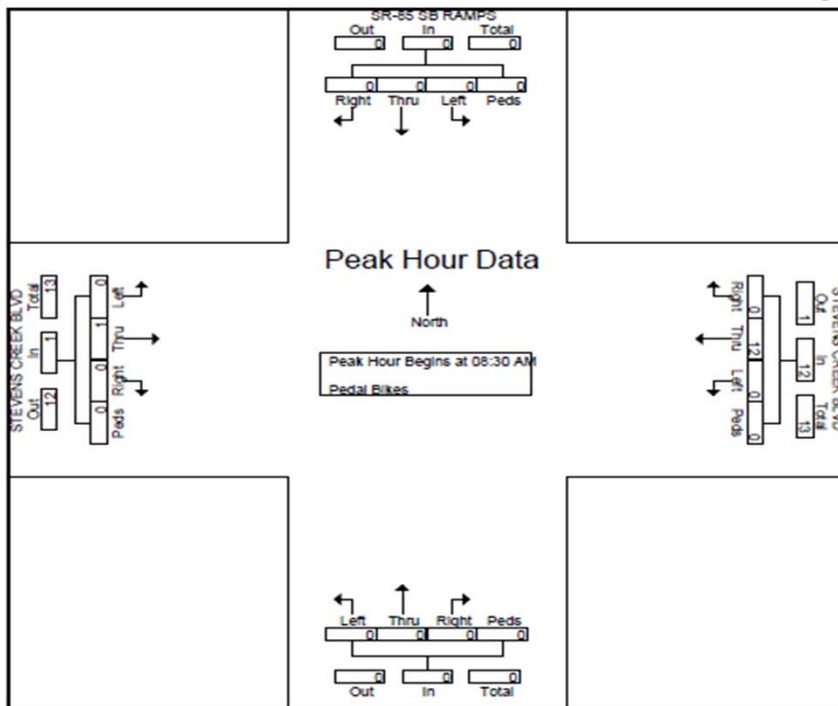 SR-85 SB RAMPS
Out In Total
0 0 0
0 0 0 0
Right Thru Left Peds
Peak Hour Data
North
Peak Hour Begins at 08:30 AM
Pedal Bikes
STEVENS CREEK BLVD
Out In Total
12 1 13
0 0 1 0
Peds Right Thru Left
STEVENS CREEK BLVD
Out In Total
1 12 13
0 12 0 0
Right Thru Left Peds
Left Thru Right Peds
0 0 0 0
0 0 0
Out In Total